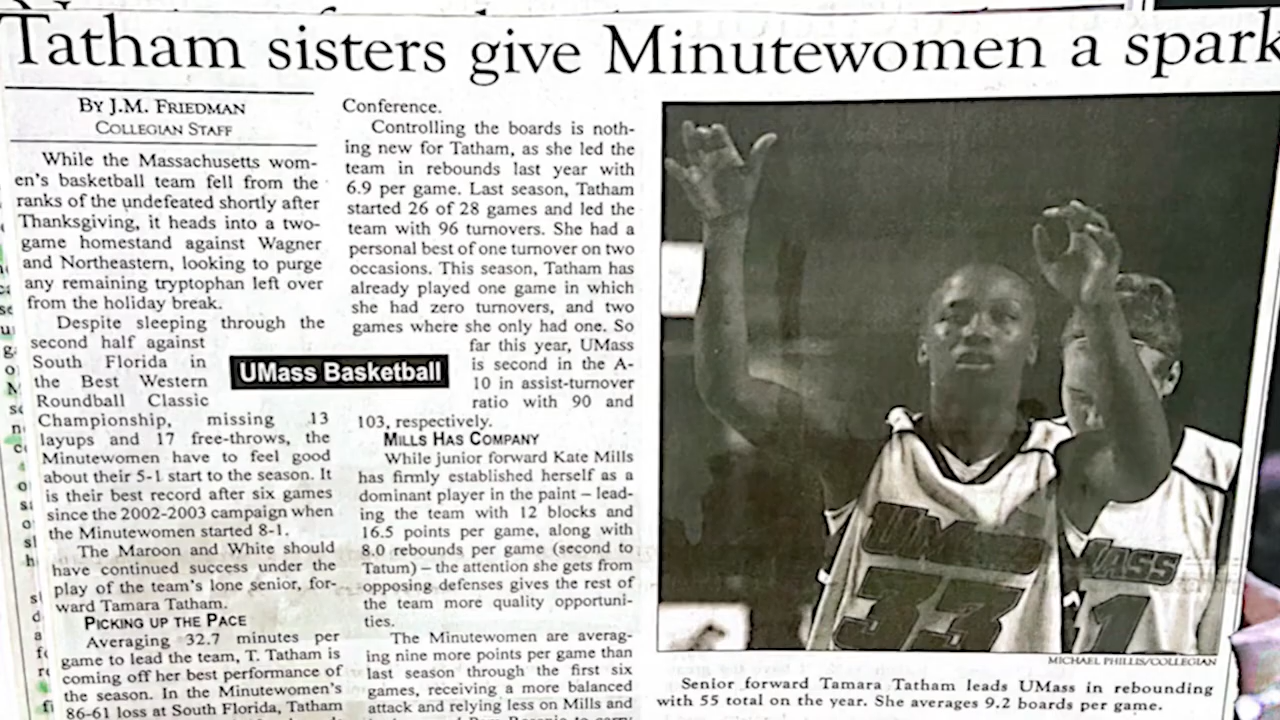 Tatham sisters give Minutewomen a spark
BY J.M. FRIEDMAN
COLLEGIAN STAFF
While the Massachusetts wom-
en's basketball team fell from the
ranks of the undefeated shortly after
Thanksgiving, it heads into a two-
game homestand against Wagner
and Northeastern, looking to purge
any remaining tryptophan left over
from the holiday break.
Despite sleeping through the
second half against
South Florida in
the Best Western
Roundball Classic
Championship, missing 13
layups and 17 free-throws, the
Minutewomen have to feel good
about their 5-1 start to the season. It
is their best record after six games
since the 2002-2003 campaign when
the Minutewomen started 8-1.
The Maroon and White should
have continued success under the
play of the team's lone senior, for-
ward Tamara Tatham.
PICKING UP THE PACE
Averaging 32.7 minutes per
game to lead the team, T. Tatham is
coming off her best performance of
the season. In the Minutewomen's
86-61 loss at South Florida, Tatham
UMass Basketball
Conference.
Controlling the boards is noth-
ing new for Tatham, as she led the
team in rebounds last year with
6.9 per game. Last season, Tatham
started 26 of 28 games and led the
team with 96 turnovers. She had a
personal best of one turnover on two
occasions. This season, Tatham has
already played one game in which
she had zero turnovers, and two
games where she only had one. So
far this year, UMass
is second in the A-
10 in assist-turnover
ratio with 90 and
103, respectively.
MILLS HAS COMPANY
While junior forward Kate Mills
has firmly established herself as a
dominant player in the paint – lead-
ing the team with 12 blocks and
16.5 points per game, along with
8.0 rebounds per game (second to
Tatum) – the attention she gets from
opposing defenses gives the rest of
the team more quality opportuni-
ties.
The Minutewomen are averag-
ing nine more points per game than
last season through the first six
games, receiving a more balanced
attack and relying less on Mills and
UMASS
33
MASS
1
MICHAEL PHILLIS/COLLEGIAN
Senior forward Tamara Tatham leads UMass in rebounding
with 55 total on the year. She averages 9.2 boards per game.